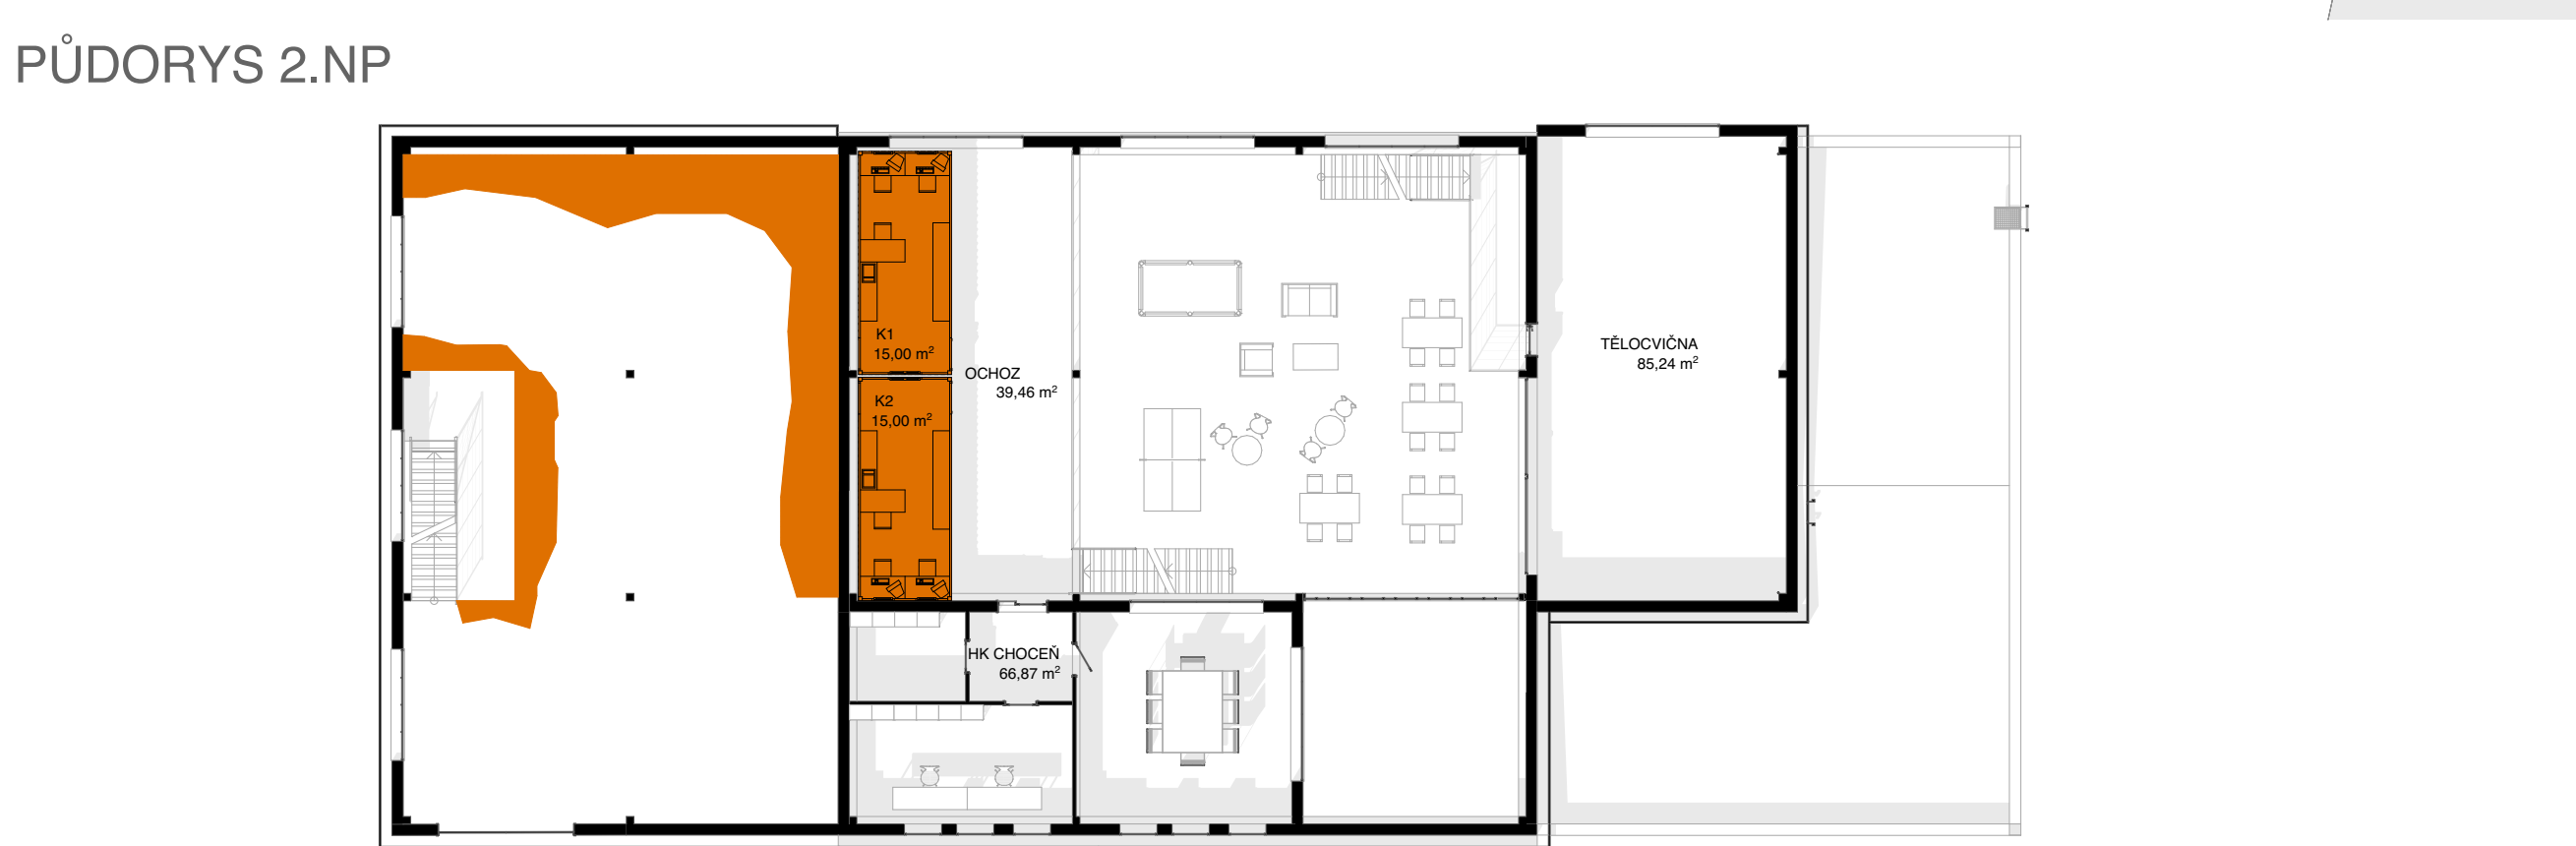 PŮDORYS 2.NP
K1
15,00 m²
K2
15,00 m²
OCHOZ
39,46 m²
TĚLOCVIČNA
85,24 m²
HK CHOCEŇ
66,87 m²